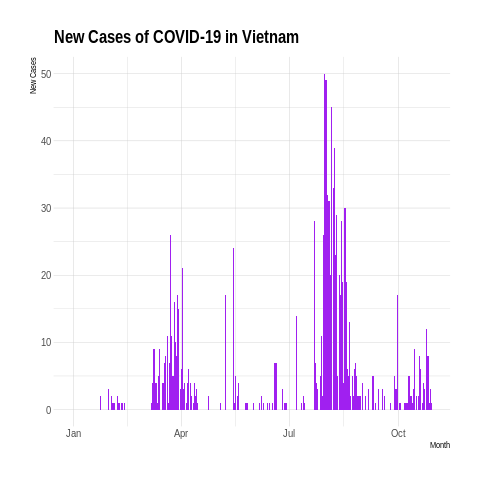 New Cases of COVID-19 in Vietnam
New Cases
50
40
30
20
10
0
Jan
Apr
Jul
Oct
Month